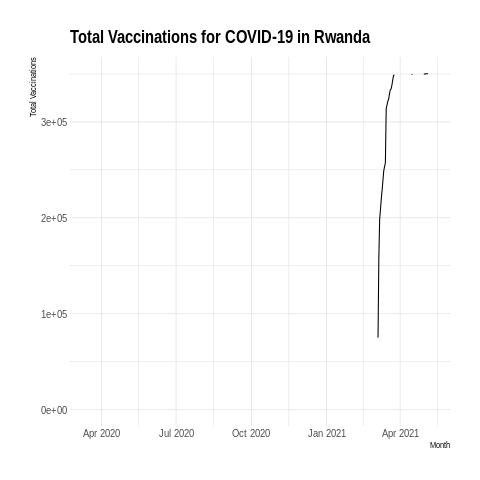 Total Vaccinations for COVID-19 in Rwanda
Total Vaccinations
3e+05
2e+05
1e+05
0e+00
Apr 2020 Jul 2020 Oct 2020 Jan 2021 Apr 2021
Month